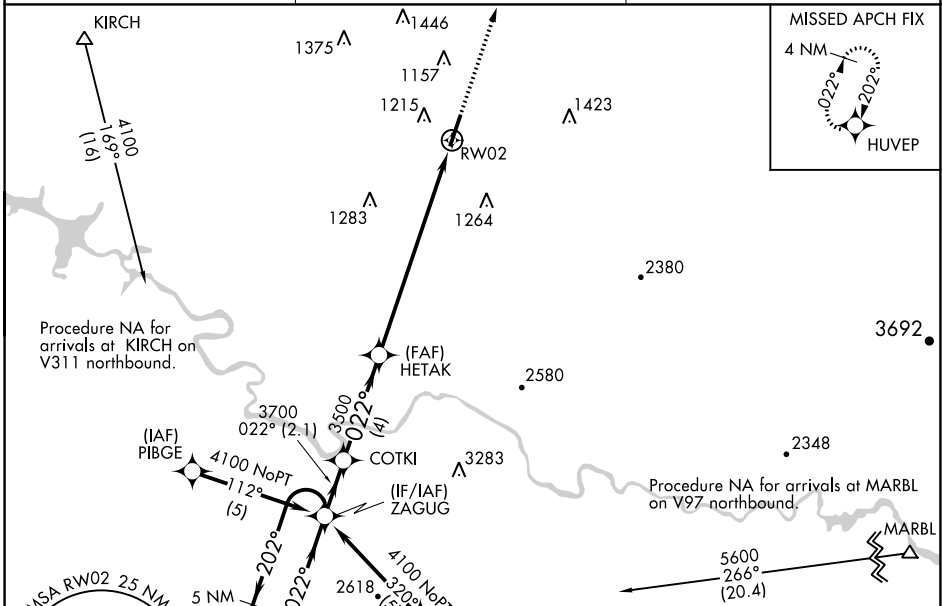 KIRCH
4100
169°
(16)
1446
1375
1157
1215
1423
RW02
1283
1264
MISSED APCH FIX
4 NM
022°
202°
HUVEP
2380
3692
Procedure NA for
arrivals at KIRCH on
V311 northbound.
(FAF)
HETAK
2580
3500
022°
(4)
3700
022° (2.1)
COTKI
(IAF)
PIBGE
4100 NoPT
112°
(5)
(IF/IAF)
ZAGUG
3283
2348
Procedure NA for arrivals at MARBL
on V97 northbound.
MARBL
5600
266°
(20.4)
202°
022°
4100 NoPT
320°
2618
5 NM
MSA RW02 25 NM